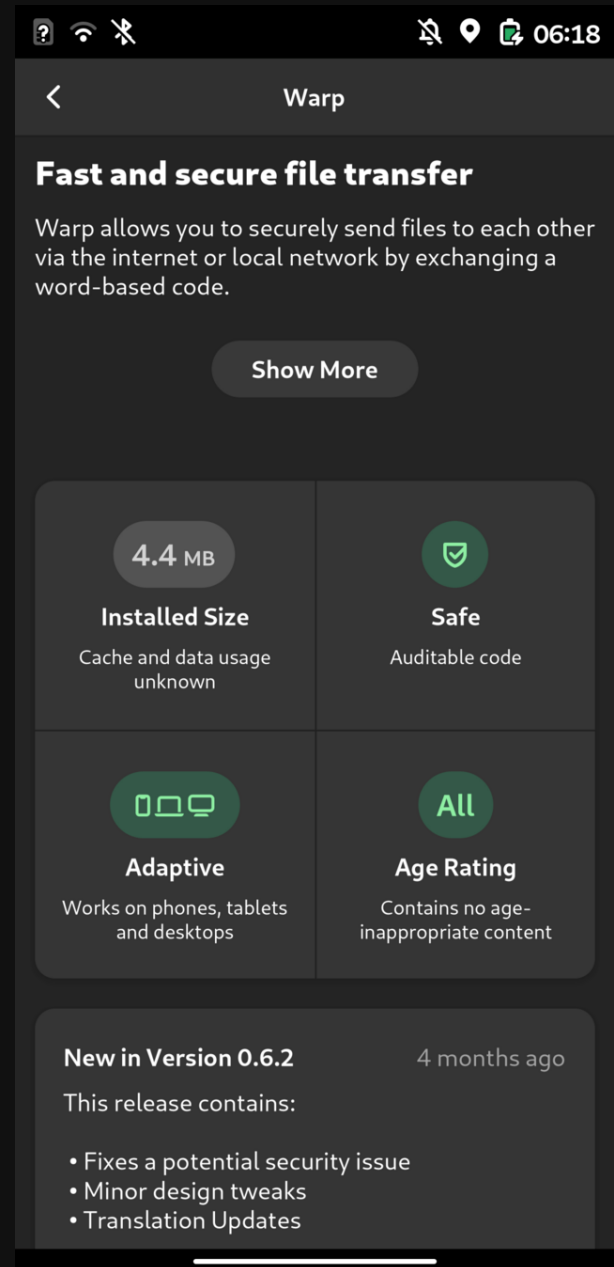 06:18
Warp
Fast and secure file transfer
Warp allows you to securely send files to each other
via the internet or local network by exchanging a
word-based code.
Show More
4.4 MB
Installed Size
Cache and data usage
unknown
Safe
Auditable code
Adaptive
Works on phones, tablets
and desktops
All
Age Rating
Contains no age-
inappropriate content
New in Version 0.6.2
4 months ago
This release contains:
• Fixes a potential security issue
• Minor design tweaks
• Translation Updates